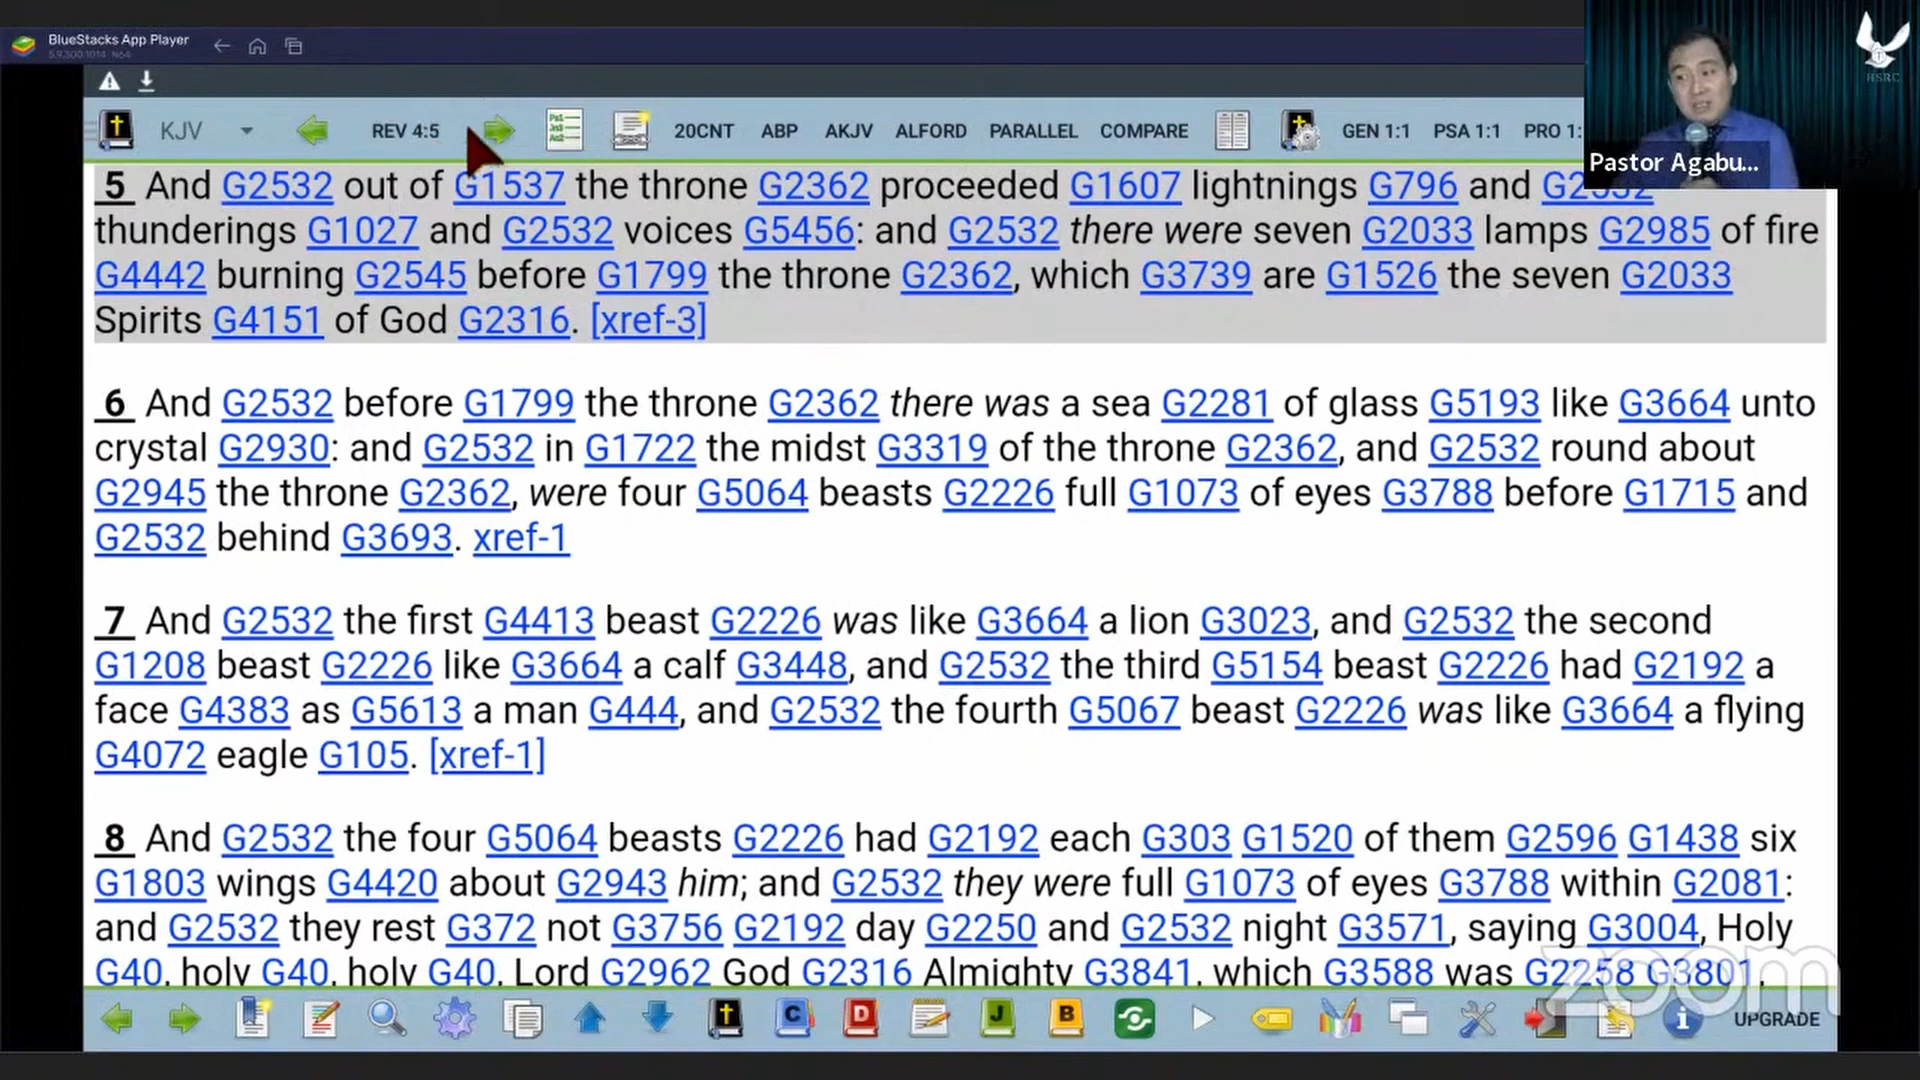 BlueStacks App Player
5.9.300.1014 N64
KJV
REV 4:5
20CNT
ABP
AKJV
ALFORD
PARALLEL
COMPARE
GEN 1:1
PSA 1:1
PRO 1:
HSRC
Pastor Agabu...
5 And G2532 out of G1537 the throne G2362 proceeded G1607 lightnings G796 and G2532
thunderings G1027 and G2532 voices G5456: and G2532 there were seven G2033 lamps G2985 of fire
G4442 burning G2545 before G1799 the throne G2362, which G3739 are G1526 the seven G2033
Spirits G4151 of God G2316. [xref-3]
6 And G2532 before G1799 the throne G2362 there was a sea G2281 of glass G5193 like G3664 unto
crystal G2930: and G2532 in G1722 the midst G3319 of the throne G2362, and G2532 round about
G2945 the throne G2362, were four G5064 beasts G2226 full G1073 of eyes G3788 before G1715 and
G2532 behind G3693. xref-1
7 And G2532 the first G4413 beast G2226 was like G3664 a lion G3023, and G2532 the second
G1208 beast G2226 like G3664 a calf G3448, and G2532 the third G5154 beast G2226 had G2192 a
face G4383 as G5613 a man G444, and G2532 the fourth G5067 beast G2226 was like G3664 a flying
G4072 eagle G105. [xref-1]
8 And G2532 the four G5064 beasts G2226 had G2192 each G303 G1520 of them G2596 G1438 six
G1803 wings G4420 about G2943 him; and G2532 they were full G1073 of eyes G3788 within G2081:
and G2532 they rest G372 not G3756 G2192 day G2250 and G2532 night G3571, saying G3004, Holy
G40, holy G40, holy G40, Lord G2962 God G2316 Almighty G3841, which G3588 was G2258 G3801,
zoom
UPGRADE